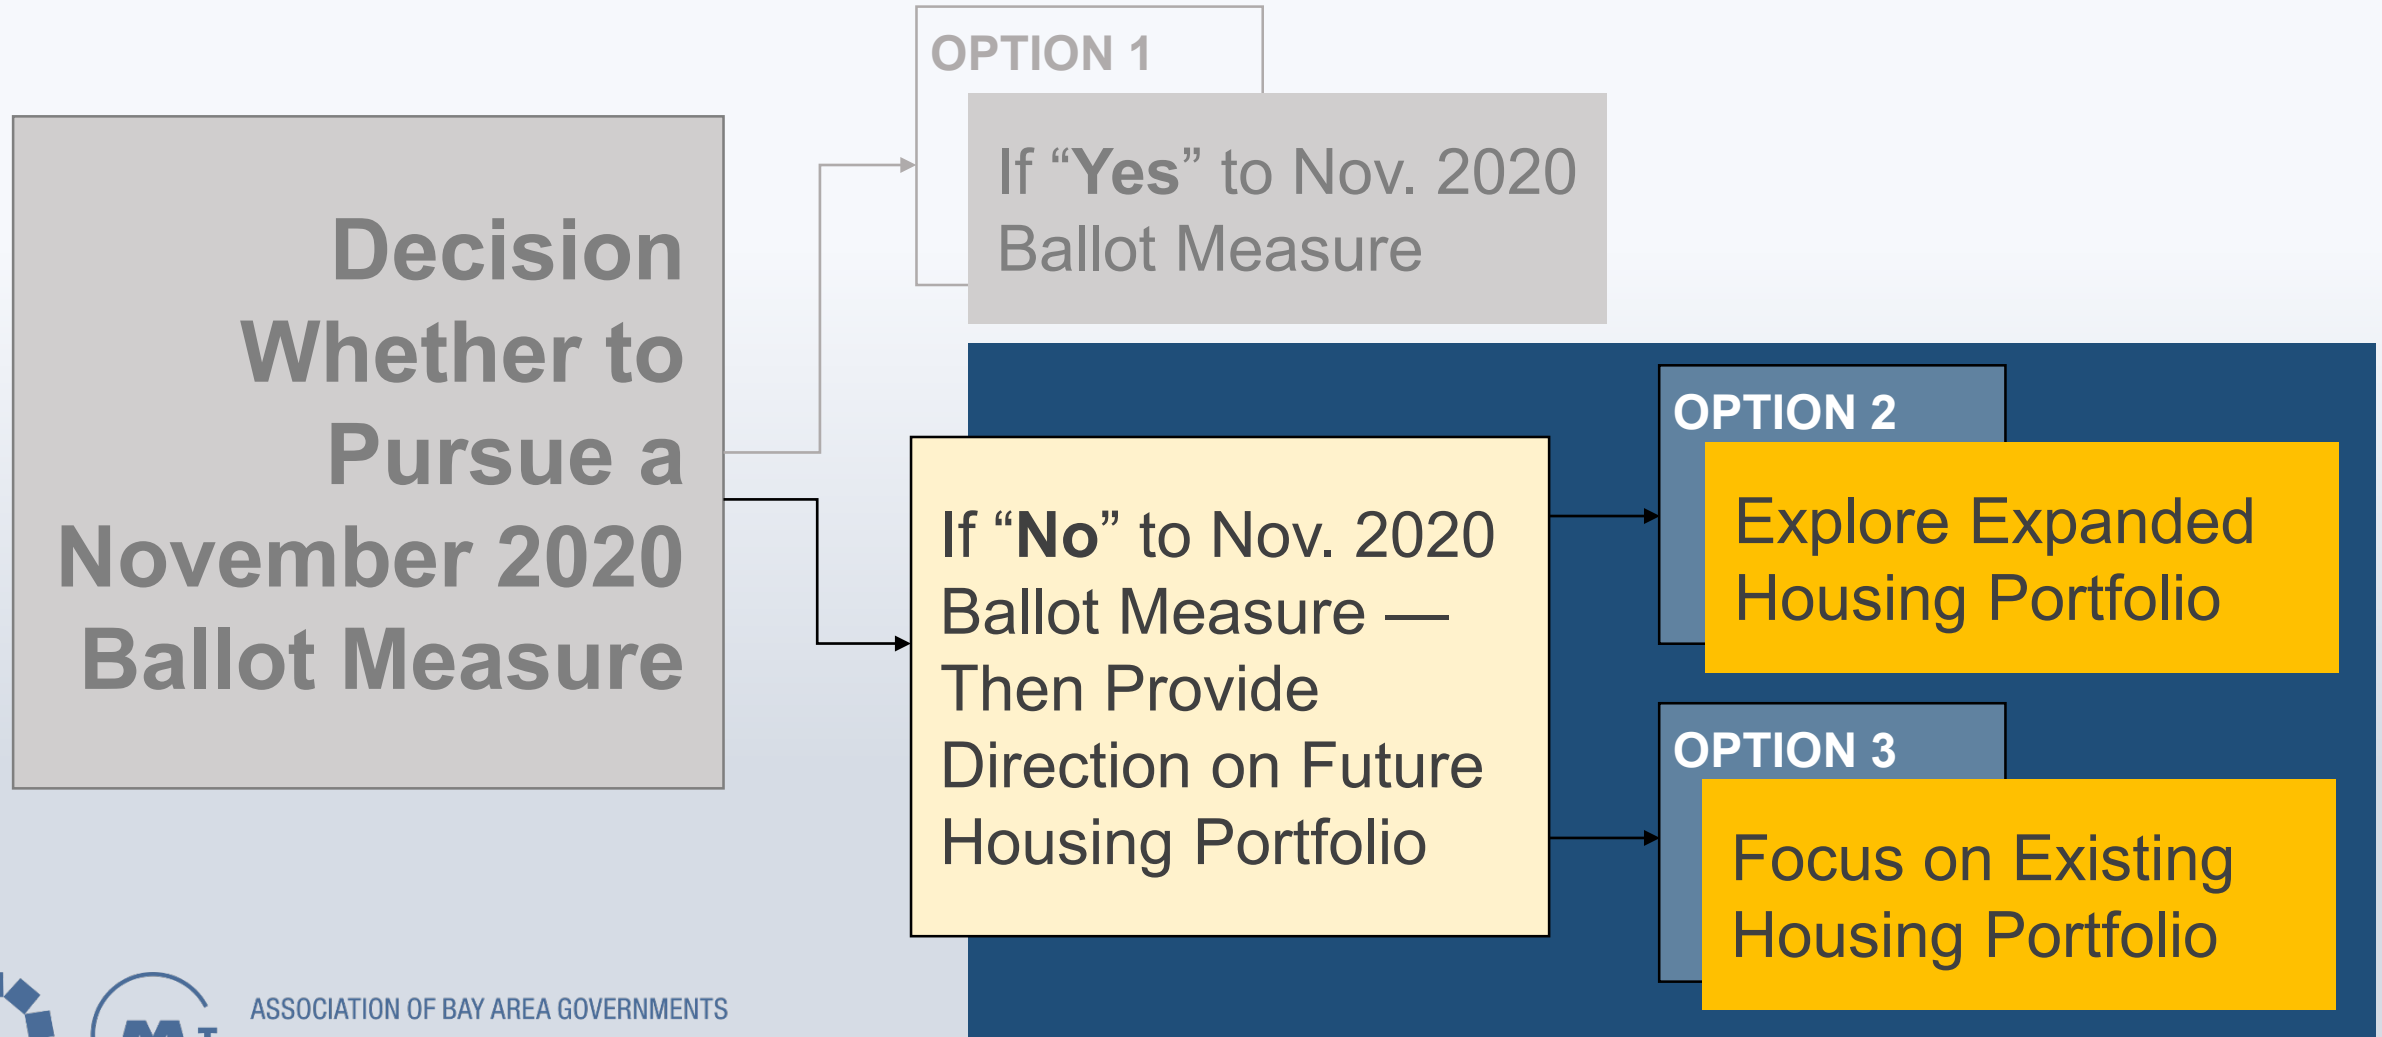 OPTION 1
If “Yes” to Nov. 2020
Ballot Measure
Decision
Whether to
Pursue a
November 2020
Ballot Measure
If “No” to Nov. 2020
Ballot Measure —
Then Provide
Direction on Future
Housing Portfolio
OPTION 2
Explore Expanded
Housing Portfolio
OPTION 3
Focus on Existing
Housing Portfolio
ASSOCIATION OF BAY AREA GOVERNMENTS